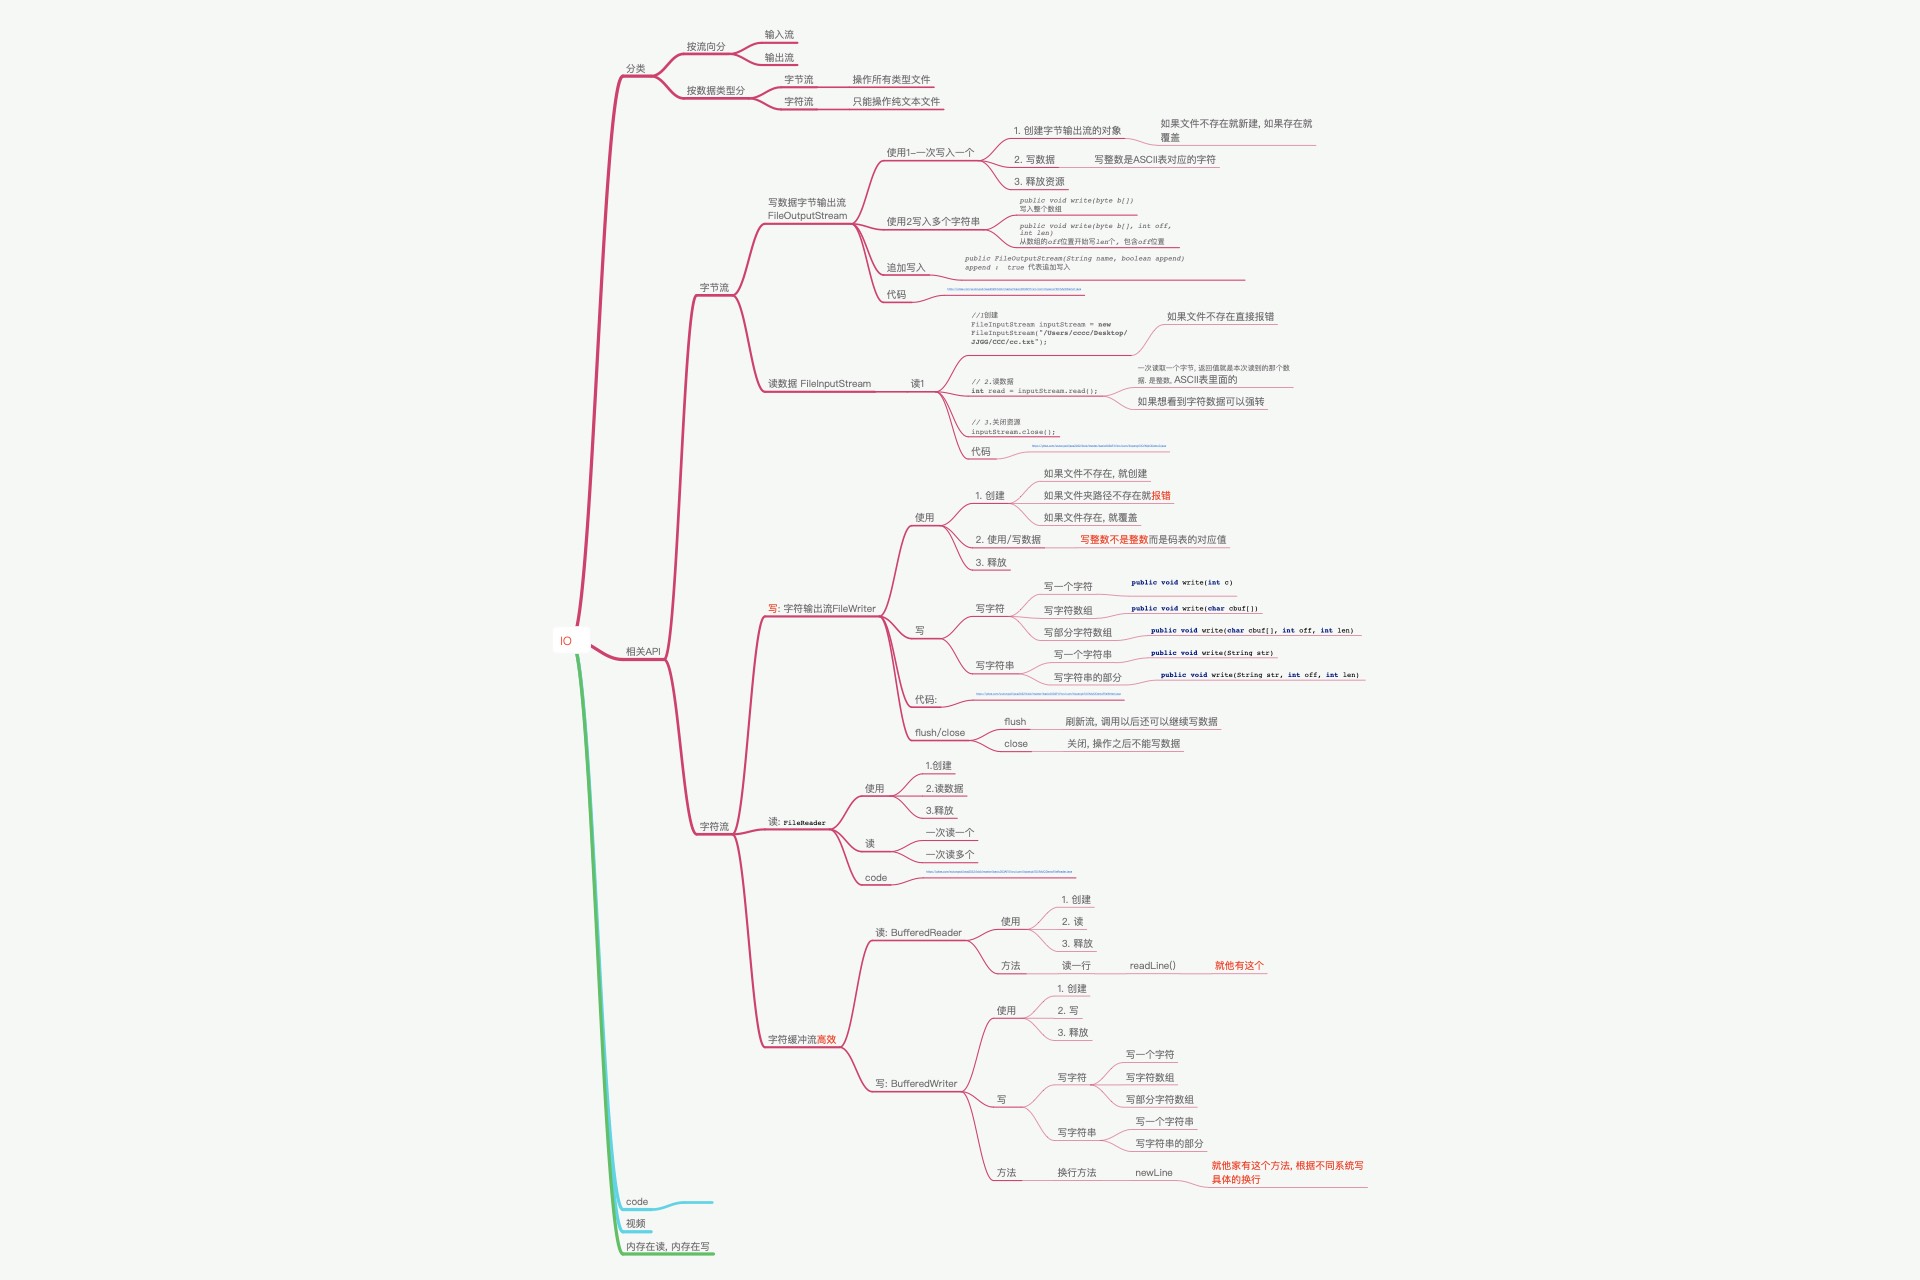 IO
分类
按流向分
输入流
输出流
按数据类型分
字节流
操作所有类型文件
字符流
只能操作纯文本文件
相关API
字节流
写数据字节输出流
FileOutputStream
使用1-一次写入一个
1. 创建字节输出流的对象
如果文件不存在就新建, 如果存在就
覆盖
2. 写数据
写整数是ASCII表对应的字符
3. 释放资源
使用2写入多个字符串
public void write(byte b[])
写入整个数组
public void write(byte b[], int off,
int len)
从数组的off位置开始写len个, 包含off位置
追加写入
public FileOutputStream(String name, boolean append)
append : true 代表追加写入
代码
读数据 FileInputStream
读1
//1创建
FileInputStream inputStream = new
FileInputStream("/Users/cccc/Desktop/
JJGG/CCC/cc.txt");
如果文件不存在直接报错
// 2.读数据
int read = inputStream.read();
一次读取一个字节, 返回值就是本次读到的那个数
据. 是整数, ASCII表里面的
如果想看到字符数据可以强转
// 3.关闭资源
inputStream.close();
代码
字符流
写: 字符输出流FileWriter
使用
1. 创建
如果文件不存在, 就创建
如果文件夹路径不存在就报错
如果文件存在, 就覆盖
2. 使用/写数据
写整数不是整数而是码表的对应值
3. 释放
写
写字符
写一个字符
public void write(int c)
写字符数组
public void write(char cbuf[])
写部分字符数组
public void write(char cbuf[], int off, int len)
写字符串
写一个字符串
public void write(String str)
写字符串的部分
public void write(String str, int off, int len)
代码:
flush/close
flush
刷新流, 调用以后还可以继续写数据
close
关闭, 操作之后不能写数据
读: FileReader
使用
1.创建
2.读数据
3.释放
读
一次读一个
一次读多个
code
字符缓冲流高效
读: BufferedReader
使用
1. 创建
2. 读
3. 释放
方法
读一行
readLine()
就他有这个
写: BufferedWriter
使用
1. 创建
2. 写
3. 释放
写
写字符
写一个字符
写字符数组
写部分字符数组
写字符串
写一个字符串
写字符串的部分
方法
换行方法
newLine
就他家有这个方法, 根据不同系统写
具体的换行
code
视频
内存在读, 内存在写